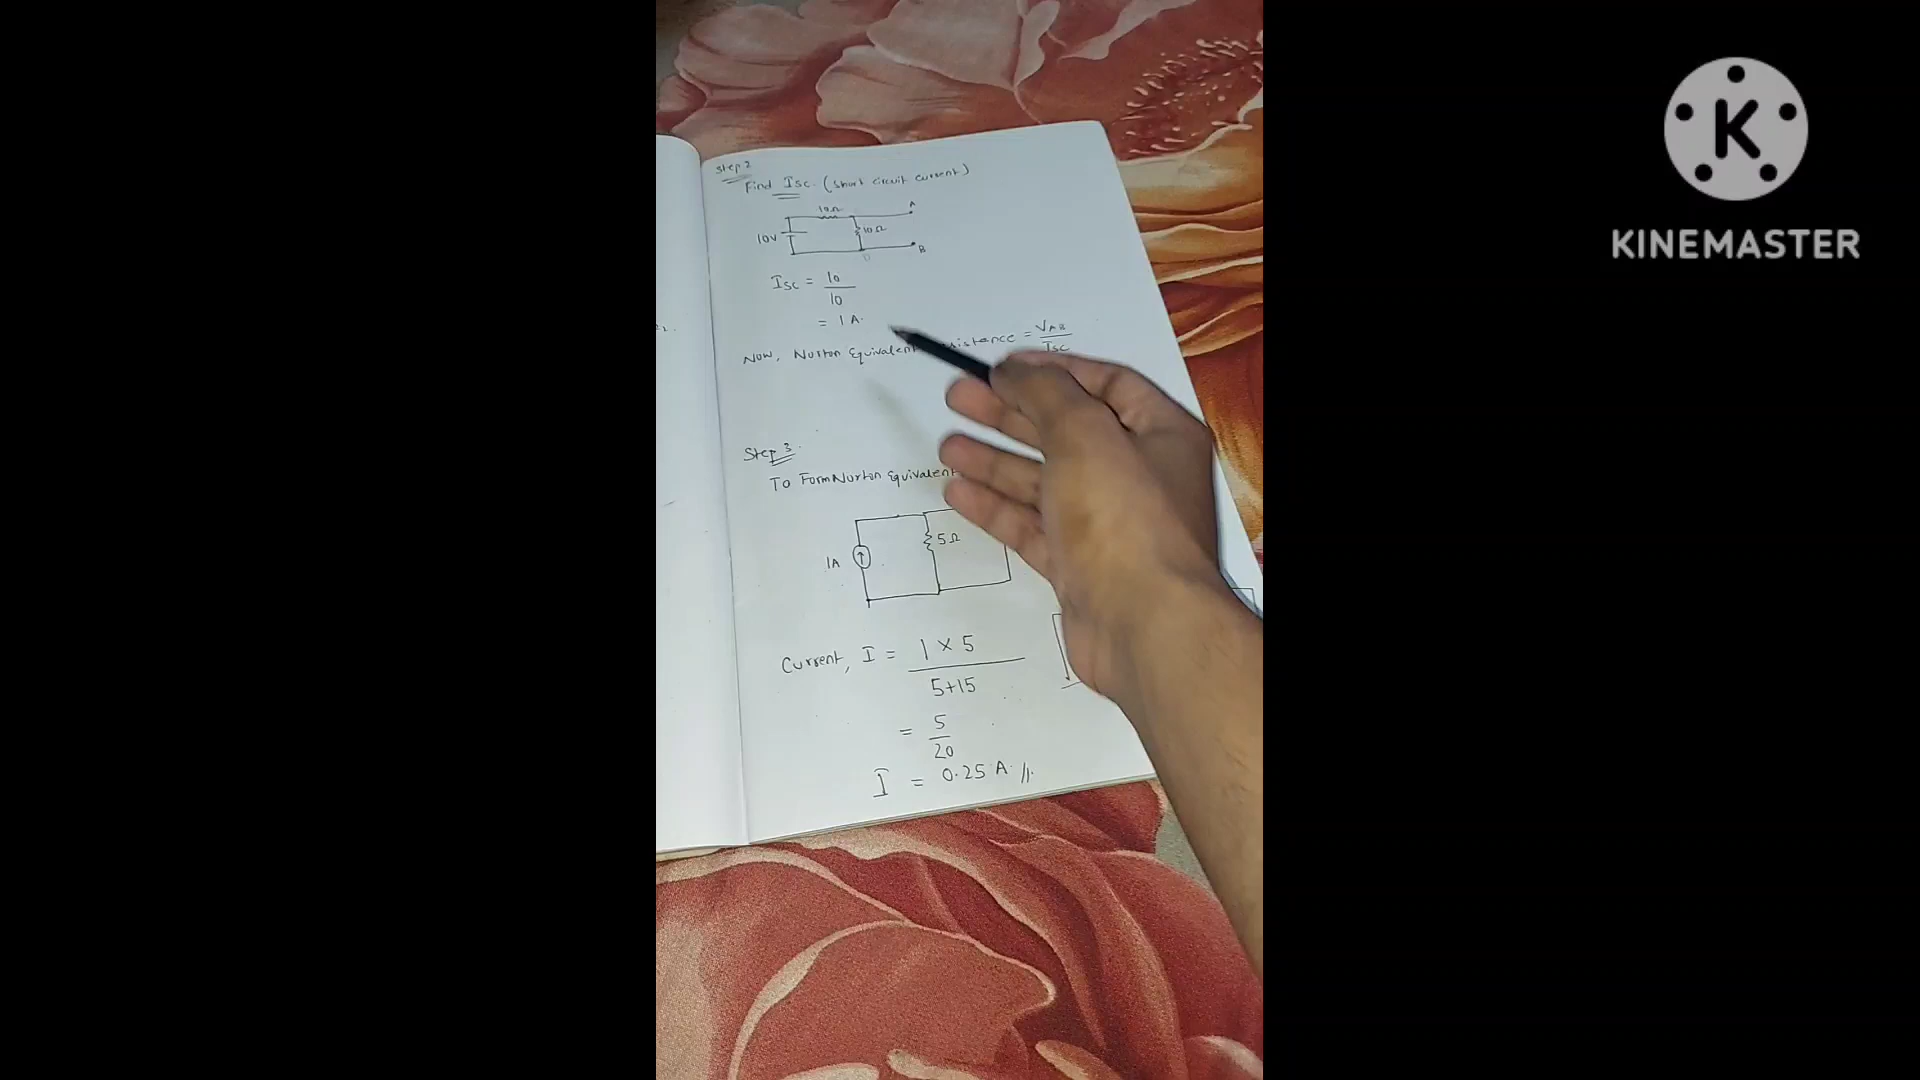 Step 2
Find Isc. (short circuit current)
10Ω
A
10V
10Ω
B
Isc = 10
10
= 1 A.
Now, Norton Equivalent = VAB
Isc
Step 3.
To Form Norton Equivalent
1A
5Ω
Current, I = 1 × 5
5+15
= 5
20
I = 0.25 A //.
K
KINEMASTER